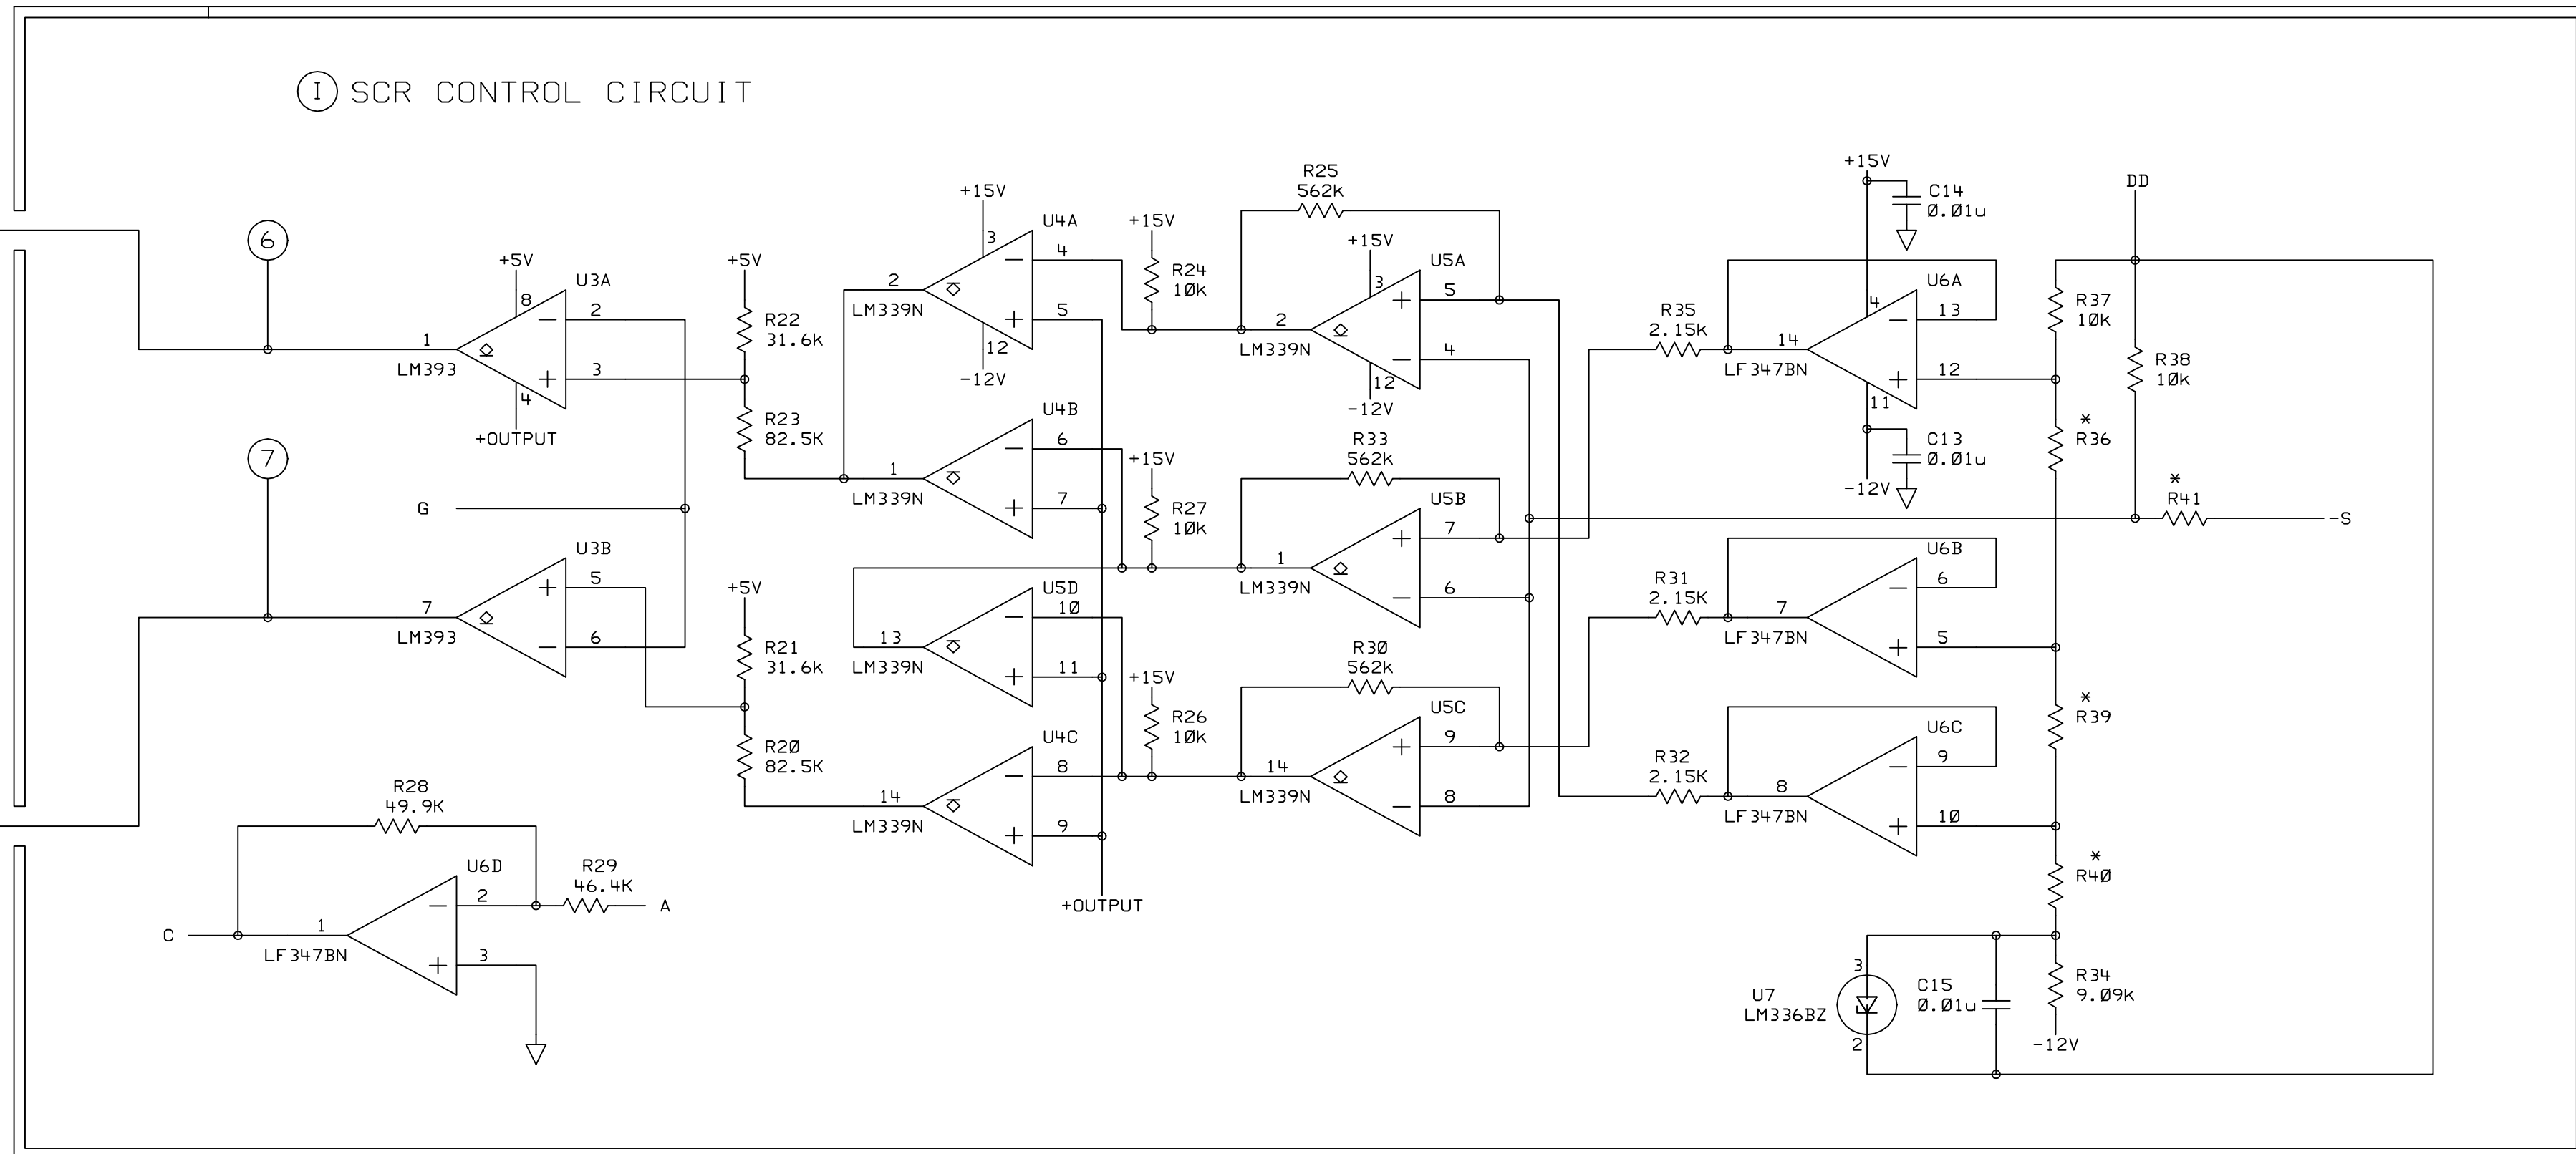 I SCR CONTROL CIRCUIT
6
+5V
8
U3A
2
1
LM393
3
4
+OUTPUT
7
G
U3B
5
7
LM393
6
R28
49.9K
U6D
2
R29
46.4K
A
C
1
LF347BN
3
+5V
R22
31.6K
R23
82.5K
+5V
R21
31.6K
R20
82.5K
+15V
3
U4A
4
2
LM339N
5
12
-12V
U4B
6
1
LM339N
7
U5D
10
13
LM339N
11
U4C
8
14
LM339N
9
+OUTPUT
+15V
R24
10K
+15V
R27
10K
+15V
R26
10K
R25
562K
+15V
3
U5A
5
2
LM339N
4
12
-12V
R33
562K
U5B
7
1
LM339N
6
R30
562K
U5C
9
14
LM339N
8
R35
2.15K
R31
2.15K
R32
2.15K
+15V
C14
0.01u
4
U6A
13
14
LF347BN
12
11
C13
0.01u
-12V
U6B
6
7
LF347BN
5
U6C
9
8
LF347BN
10
DD
R37
10K
R38
10K
*
R36
*
R41
-S
*
R39
*
R40
3
U7
LM336BZ
2
C15
0.01u
R34
9.09K
-12V